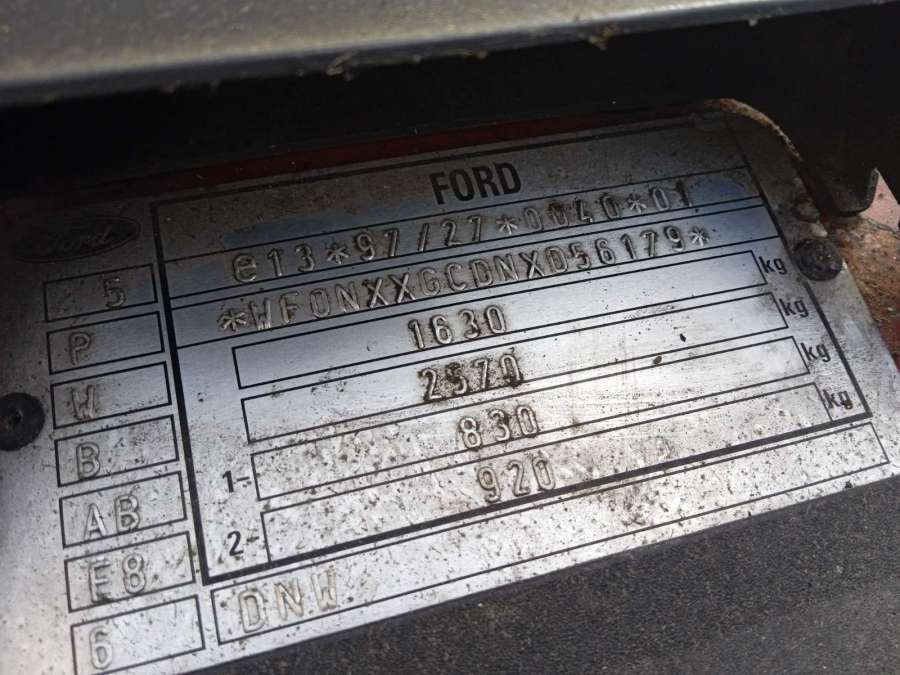 FORD
Ford
e13*97/27*0040*01
*WF0NXXGCDNXD56179*
1630 kg
2570 kg
1- 830 kg
2- 920 kg
5
P
W
B
AB
F8
6
DNW